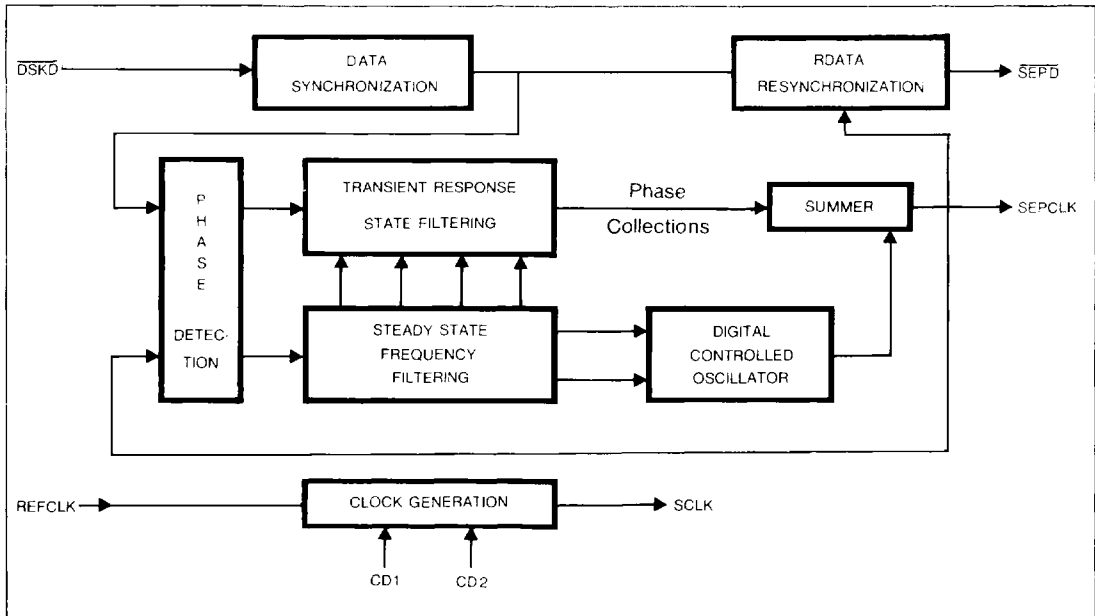 DSKD
DATA
SYNCHRONIZATION
RDATA
RESYNCHRONIZATION
SEPD
P
H
A
S
E
DETEC-
TION
TRANSIENT RESPONSE
STATE FILTERING
Phase
Collections
SUMMER
SEPCLK
STEADY STATE
FREQUENCY
FILTERING
DIGITAL
CONTROLLED
OSCILLATOR
REFCLK
CLOCK GENERATION
SCLK
CD1
CD2